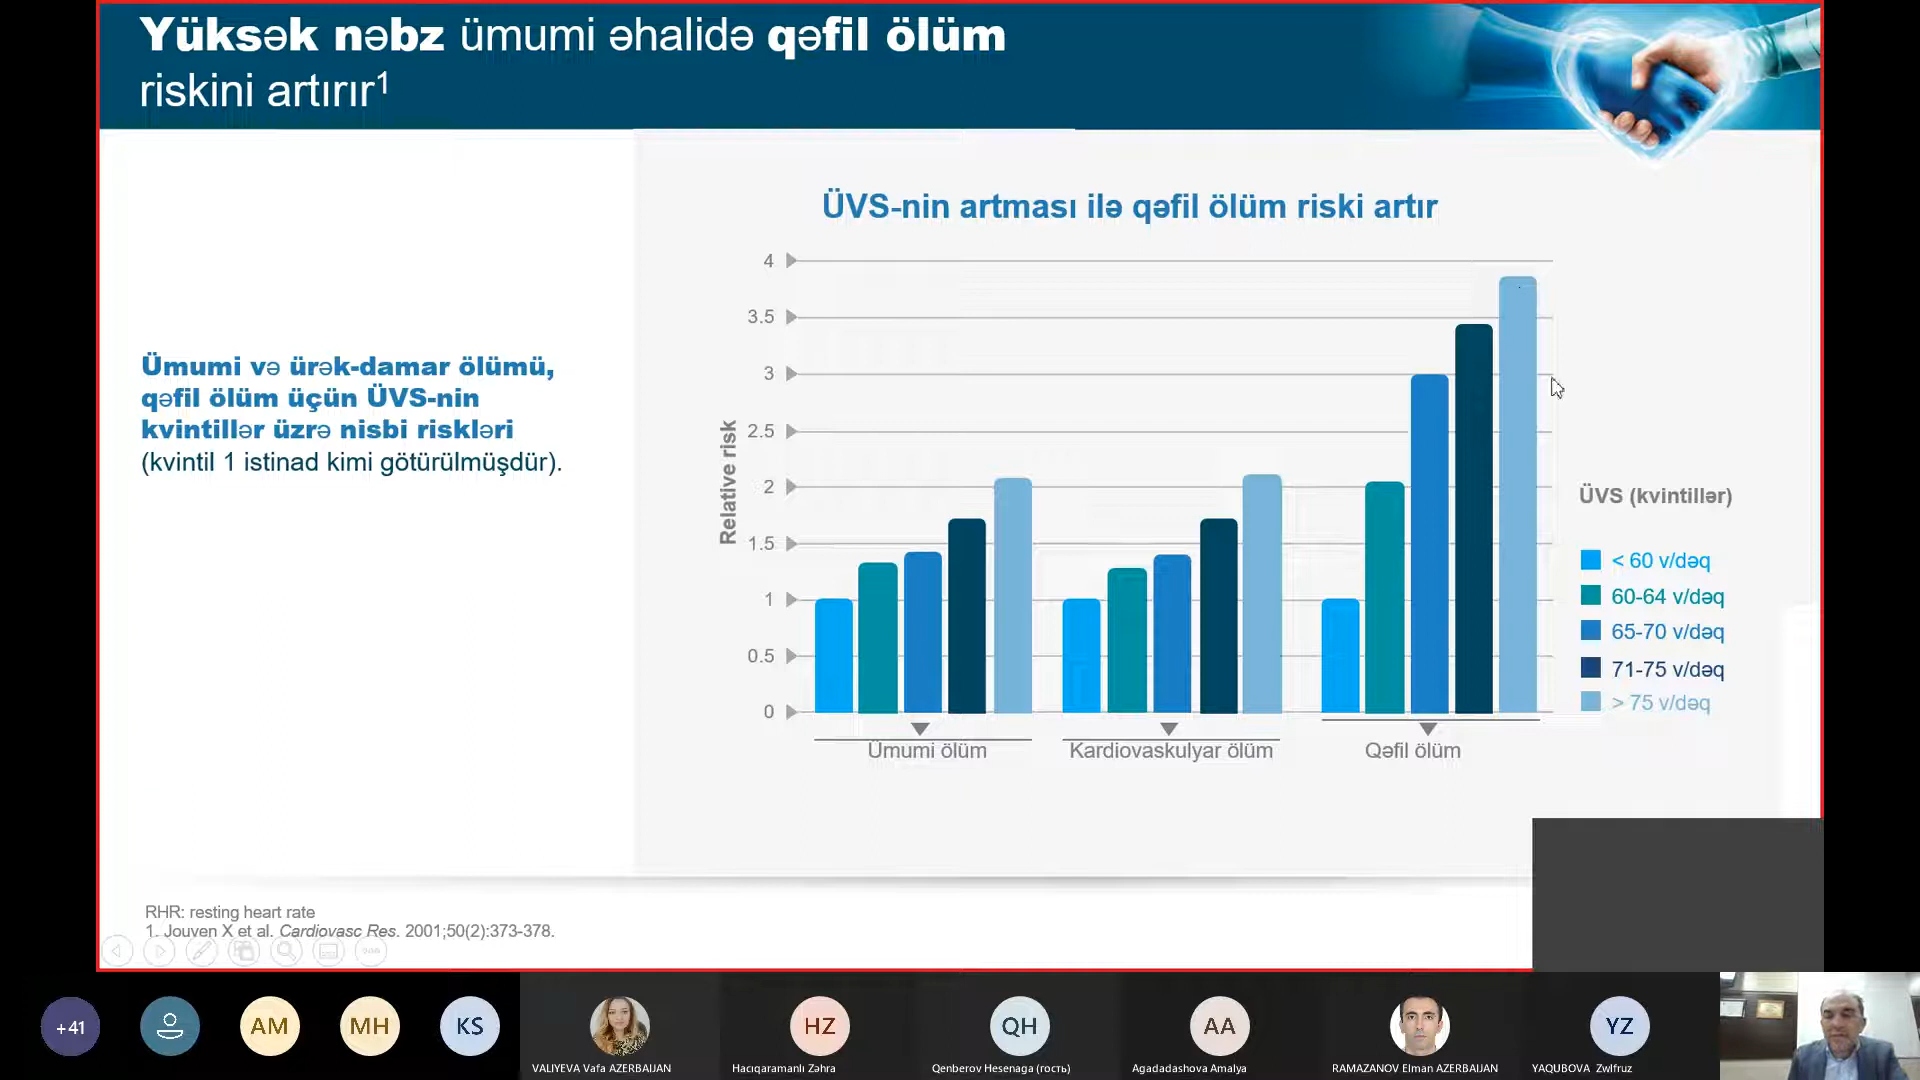 Yüksək nəbz ümumi əhalidə qəfil ölüm
riskini artırır1
ÜVS-nin artması ilə qəfil ölüm riski artır
Ümumi və ürək-damar ölümü,
qəfil ölüm üçün ÜVS-nin
kvintillər üzrə nisbi riskləri
(kvintil 1 istinad kimi götürülmüşdür).
Relative risk
4
3.5
3
2.5
2
1.5
1
0.5
0
Ümumi ölüm
Kardiovaskulyar ölüm
Qəfil ölüm
ÜVS (kvintillər)
< 60 v/dəq
60-64 v/dəq
65-70 v/dəq
71-75 v/dəq
> 75 v/dəq
RHR: resting heart rate
1. Jouven X et al. Cardiovasc Res. 2001;50(2):373-378.
+41
AM
MH
KS
VALIYEVA Vafa AZERBAIJAN
HZ
Hacıqaramanlı Zəhra
QH
Qenberov Hesenaga (гость)
AA
Agadadashova Amalya
RAMAZANOV Elman AZERBAIJAN
YZ
YAQUBOVA Zwlfruz